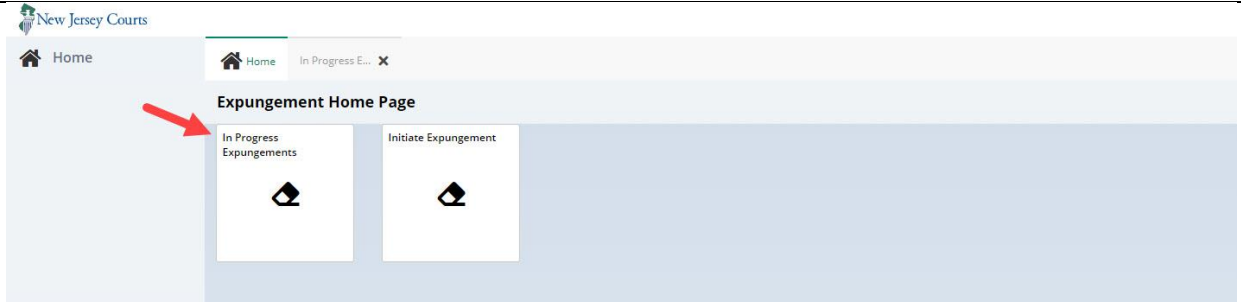 New Jersey Courts
Home
Home
In Progress E...
Expungement Home Page
In Progress
Expungements
Initiate Expungement